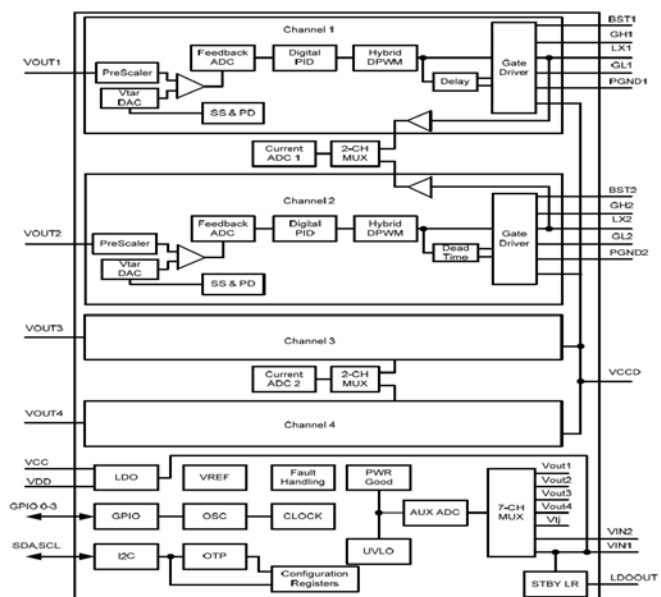 Channel 1
BST1
GH1
LX1
GL1
PGND1
VOUT1
PreScaler
Vtar
DAC
SS & PD
Feedback
ADC
Digital
PID
Hybrid
DPWM
Delay
Gate
Driver
Current
ADC 1
2-CH
MUX
Channel 2
BST2
GH2
LX2
GL2
PGND2
VOUT2
PreScaler
Vtar
DAC
SS & PD
Feedback
ADC
Digital
PID
Hybrid
DPWM
Dead
Time
Gate
Driver
VOUT3
Channel 3
Current
ADC 2
2-CH
MUX
VCCD
VOUT4
Channel 4
VCC
VDD
LDO
VREF
Fault
Handling
PWR
Good
GPIO 0-3
GPIO
OSC
CLOCK
AUX ADC
7-CH
MUX
Vout1
Vout2
Vout3
Vout4
Vtj
VIN2
VIN1
SDA,SCL
I2C
OTP
UVLO
Configuration
Registers
STBY LR
LDOOUT